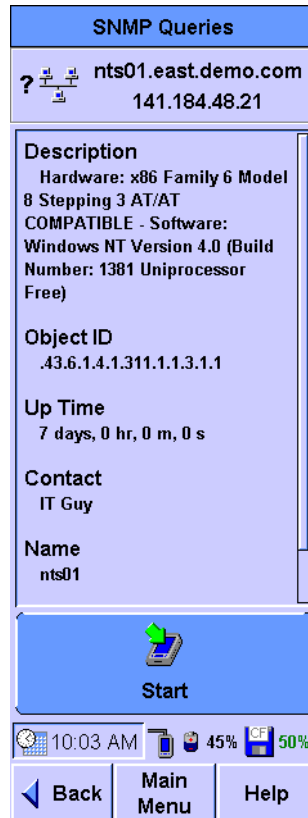 SNMP Queries
?
nts01.east.demo.com
141.184.48.21
Description
Hardware: x86 Family 6 Model
8 Stepping 3 AT/AT
COMPATIBLE - Software:
Windows NT Version 4.0 (Build
Number: 1381 Uniprocessor
Free)
Object ID
.43.6.1.4.1.311.1.1.3.1.1
Up Time
7 days, 0 hr, 0 m, 0 s
Contact
IT Guy
Name
nts01
Start
10:03 AM
45%
CF
50%
Back
Main
Menu
Help